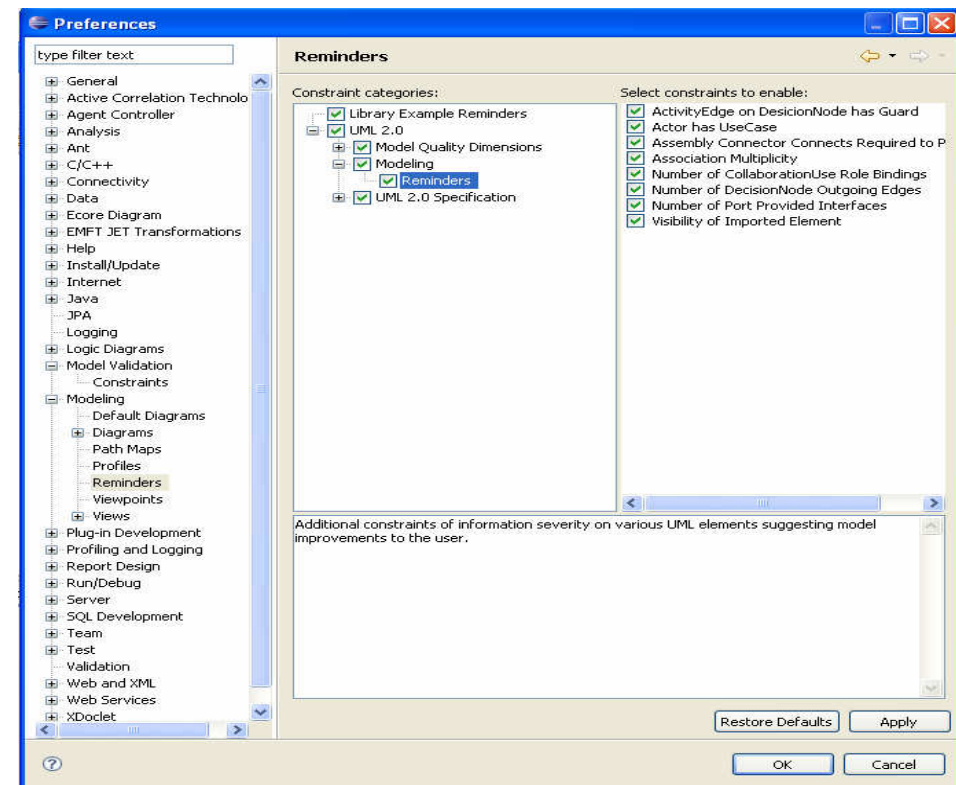 Preferences
type filter text
General
Active Correlation Technolo
Agent Controller
Analysis
Ant
C/C++
Connectivity
Data
Ecore Diagram
EMFT JET Transformations
Help
Install/Update
Internet
Java
JPA
Logging
Logic Diagrams
Model Validation
Constraints
Modeling
Default Diagrams
Diagrams
Path Maps
Profiles
Reminders
Viewpoints
Views
Plug-in Development
Profiling and Logging
Report Design
Run/Debug
Server
SQL Development
Team
Test
Validation
Web and XML
Web Services
XDoclet
Reminders
Constraint categories:
Library Example Reminders
UML 2.0
Model Quality Dimensions
Modeling
Reminders
UML 2.0 Specification
Select constraints to enable:
ActivityEdge on DesicionNode has Guard
Actor has UseCase
Assembly Connector Connects Required to P
Association Multiplicity
Number of CollaborationUse Role Bindings
Number of DecisionNode Outgoing Edges
Number of Port Provided Interfaces
Visibility of Imported Element
Additional constraints of information severity on various UML elements suggesting model
improvements to the user.
Restore Defaults
Apply
OK
Cancel